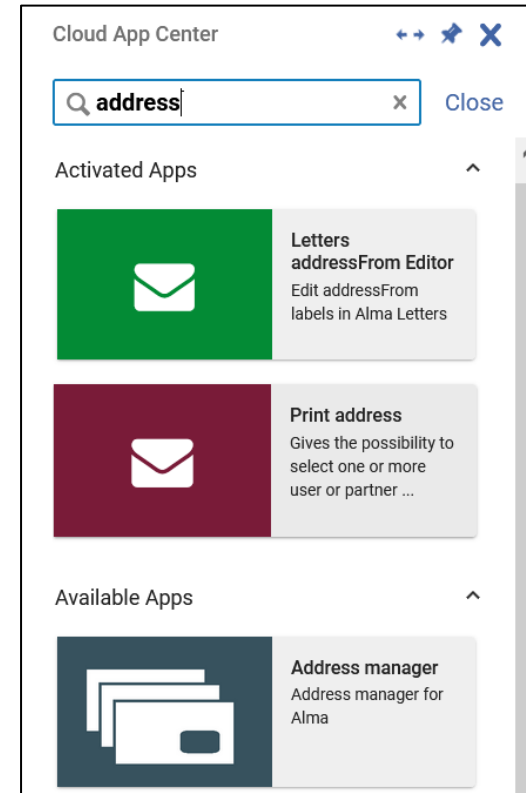 Cloud App Center
address
Close
Activated Apps
Letters
addressFrom Editor
Edit addressFrom
labels in Alma Letters
Print address
Gives the possibility to
select one or more
user or partner ...
Available Apps
Address manager
Address manager for
Alma